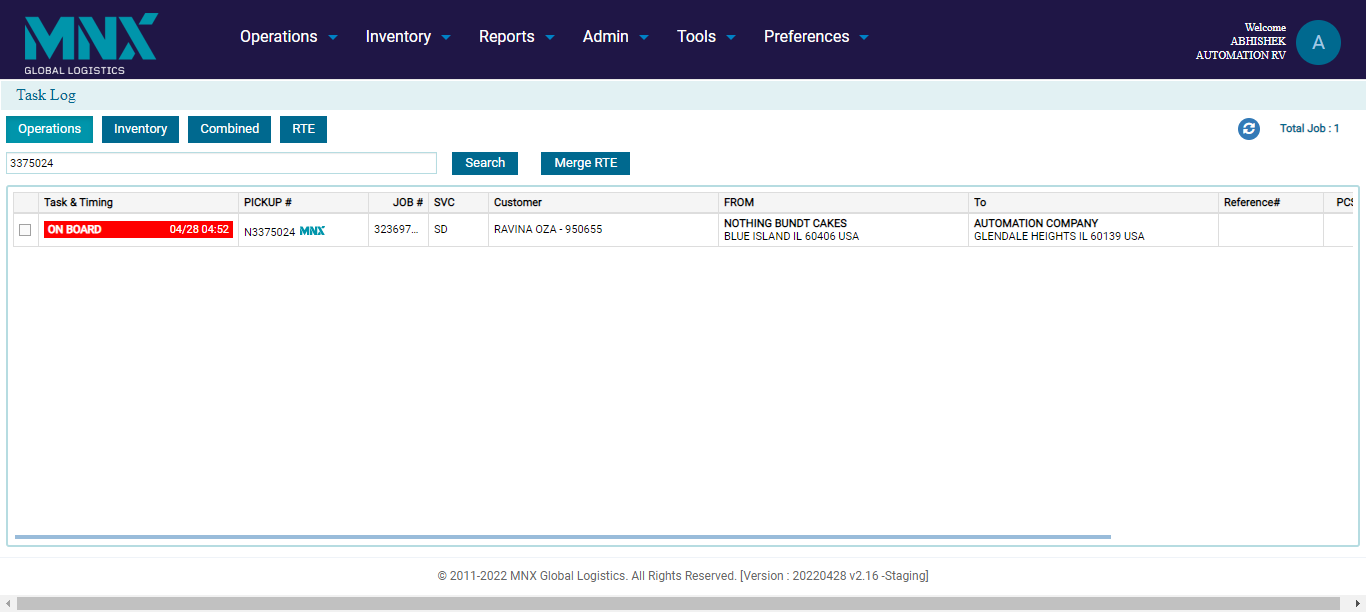 MNX
GLOBAL LOGISTICS
Operations Inventory Reports Admin Tools Preferences
Welcome
ABHISHEK
AUTOMATION RV
A
Task Log
Operations Inventory Combined RTE
Total Job : 1
3375024
Search Merge RTE
Task & Timing PICKUP # JOB # SVC Customer FROM To Reference# PCS
ON BOARD 04/28 04:52 N3375024 MNX 323697... SD RAVINA OZA - 950655 NOTHING BUNDT CAKES AUTOMATION COMPANY
BLUE ISLAND IL 60406 USA GLENDALE HEIGHTS IL 60139 USA
© 2011-2022 MNX Global Logistics. All Rights Reserved. [Version : 20220428 v2.16 -Staging]